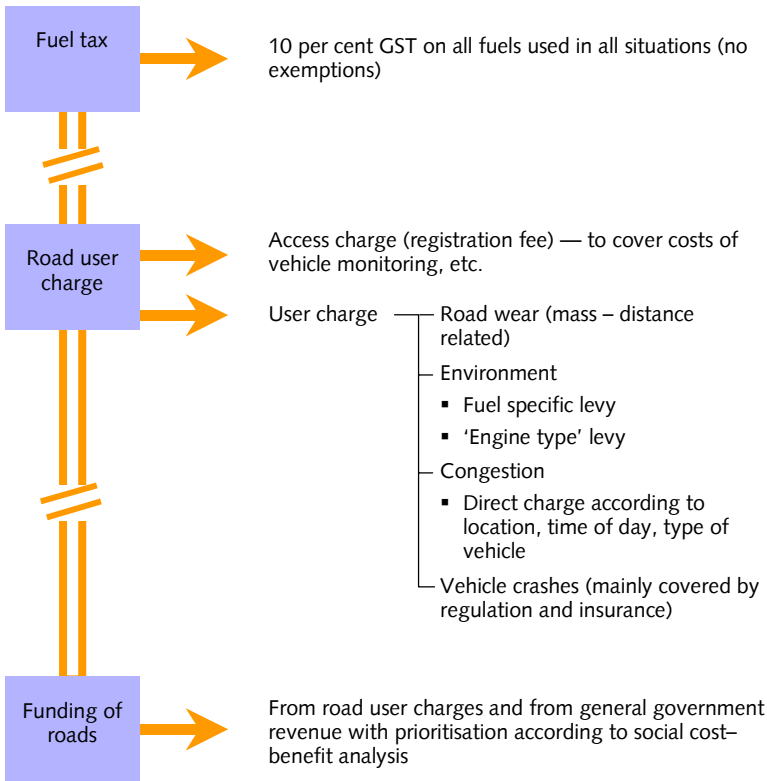 Fuel tax
10 per cent GST on all fuels used in all situations (no
exemptions)
Road user
charge
Access charge (registration fee) — to cover costs of
vehicle monitoring, etc.
User charge
Road wear (mass – distance
related)
Environment
▪ Fuel specific levy
▪ ‘Engine type’ levy
Congestion
▪ Direct charge according to
location, time of day, type of
vehicle
Vehicle crashes (mainly covered by
regulation and insurance)
Funding of
roads
From road user charges and from general government
revenue with prioritisation according to social cost–
benefit analysis